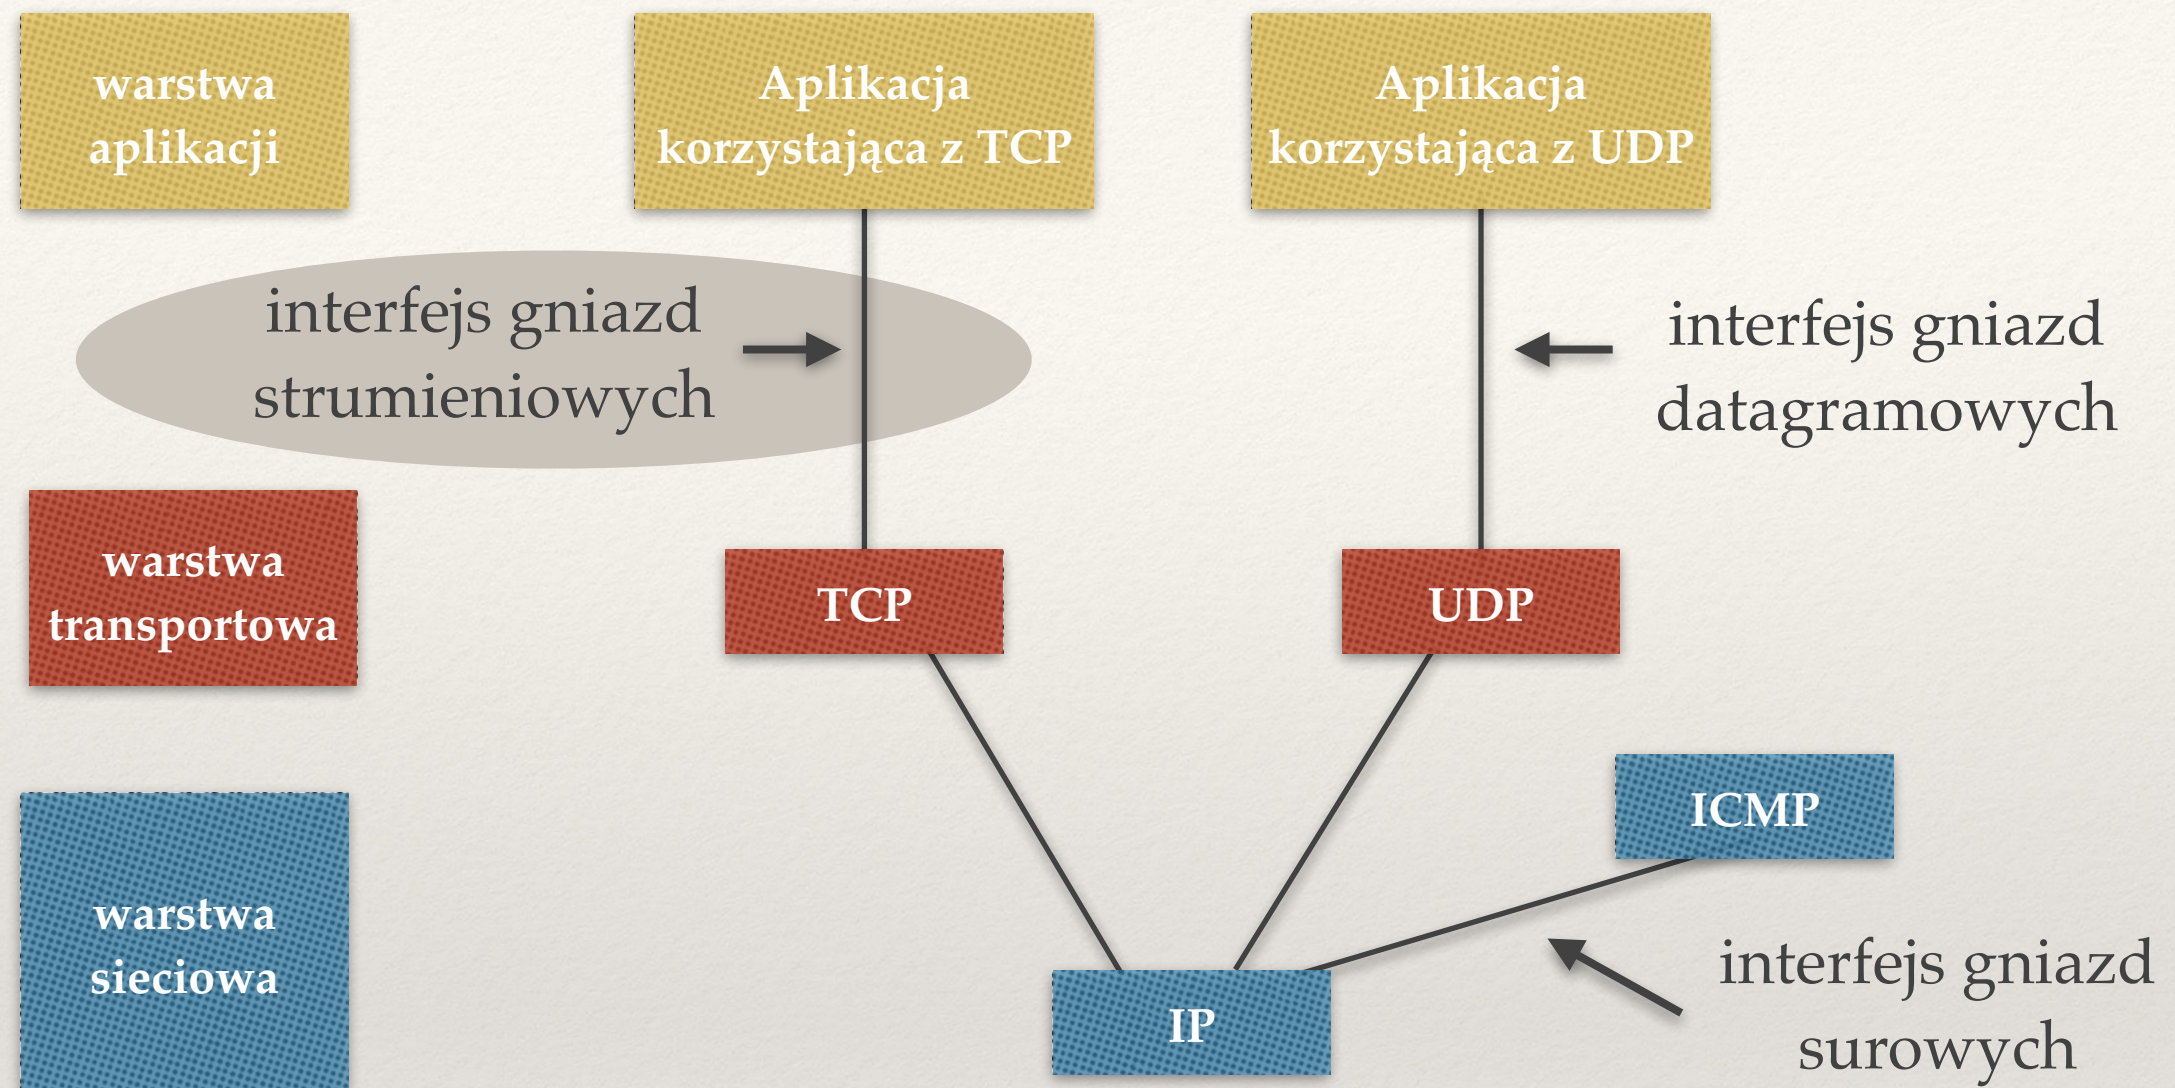 warstwa
aplikacji
Aplikacja
korzystająca z TCP
Aplikacja
korzystająca z UDP
interfejs gniazd
strumieniowych
interfejs gniazd
datagramowych
warstwa
transportowa
TCP
UDP
ICMP
warstwa
sieciowa
interfejs gniazd
surowych
IP